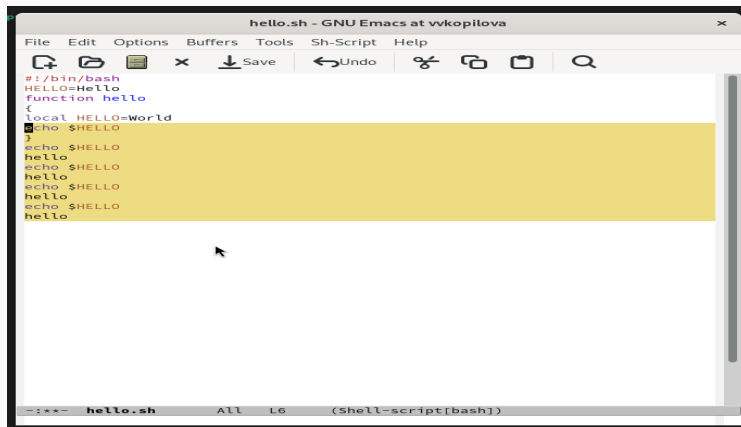 hello.sh - GNU Emacs at vvkopilova
File Edit Options Buffers Tools Sh-Script Help
Save Undo
#!/bin/bash
HELLO=Hello
function hello
{
local HELLO=World
echo $HELLO
}
echo $HELLO
hello
echo $HELLO
hello
echo $HELLO
hello
echo $HELLO
hello
-:**- hello.sh All L6 (Shell-script[bash])